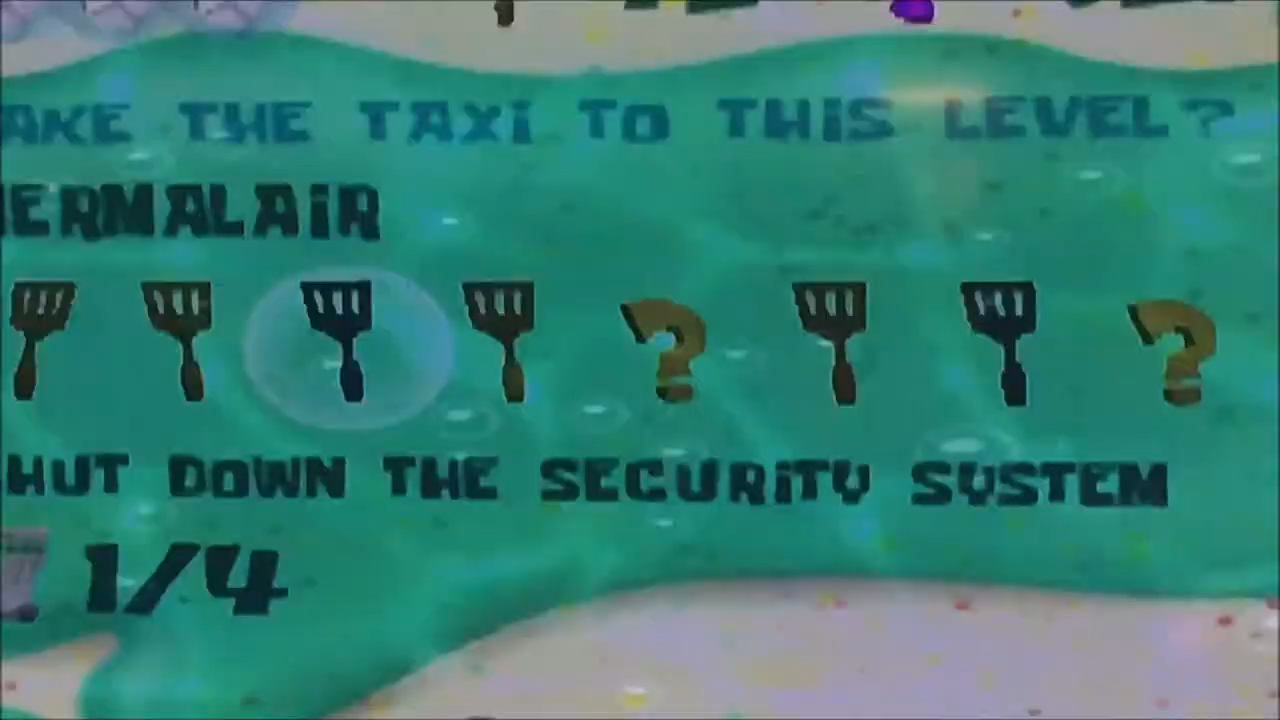 AKE THE TAXI TO THIS LEVEL?
ERMALAIR
? ?
HUT DOWN THE SECURITY SYSTEM
1/4